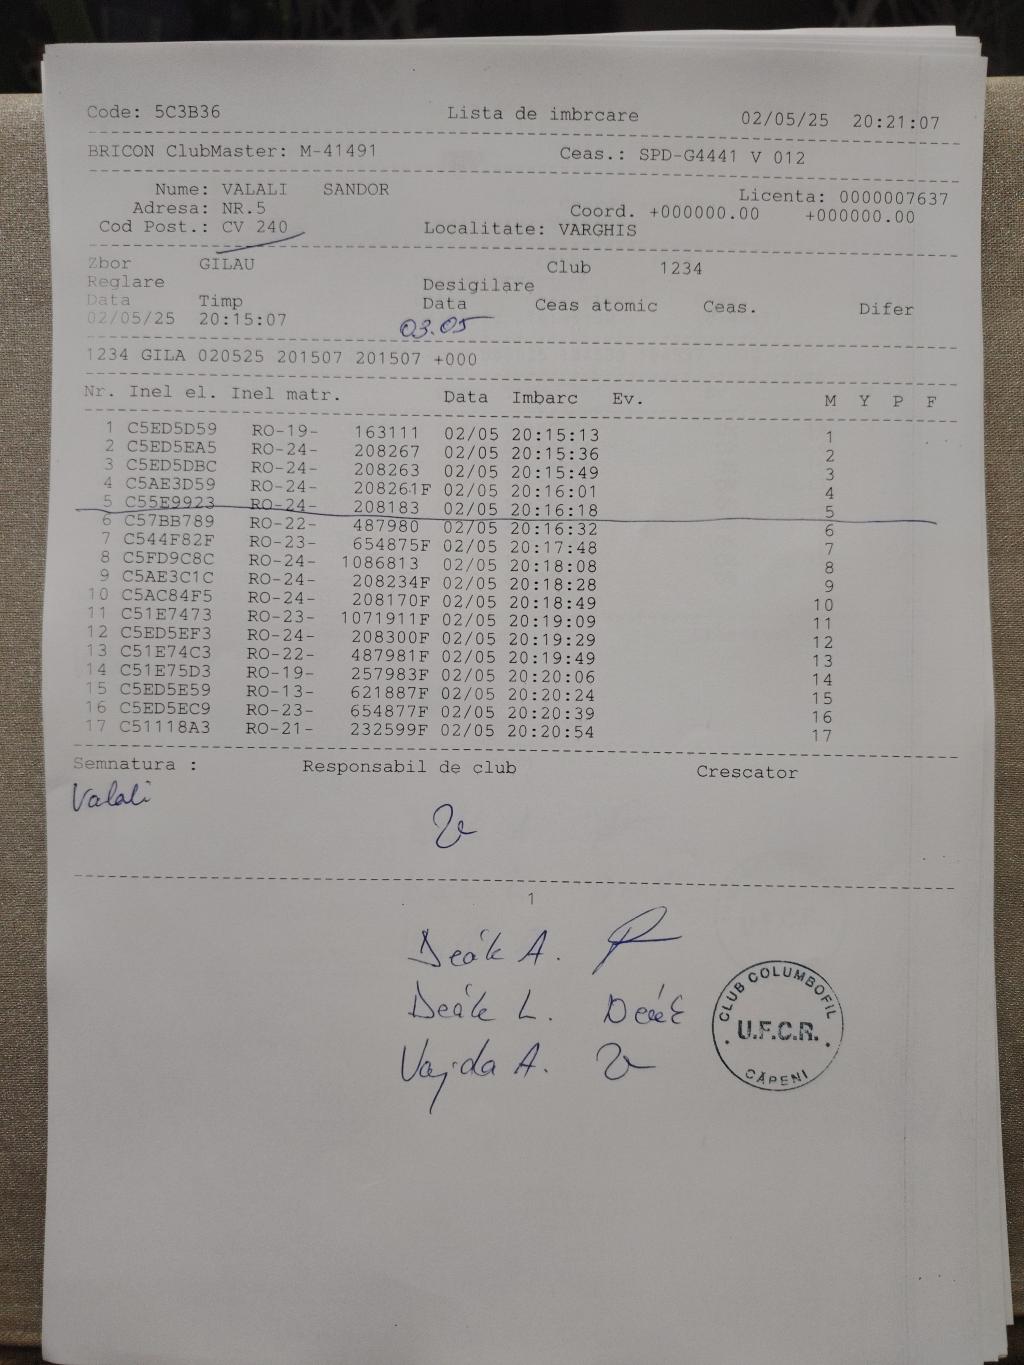 Code: 5C3B36 Lista de imbrcare 02/05/25 20:21:07
BRICON ClubMaster: M-41491 Ceas.: SPD-G4441 V 012
Nume: VALALI SANDOR Licenta: 0000007637
Adresa: NR.5 Coord. +000000.00 +000000.00
Cod Post.: CV 240 Localitate: VARGHIS
Zbor GILAU Club 1234
Reglare Desigilare
Data Timp Data Ceas atomic Ceas. Difer
02/05/25 20:15:07 03.05
1234 GILA 020525 201507 201507 +000
Nr. Inel el. Inel matr. Data Imbarc Ev. M Y P F
1 C5ED5D59 RO-19- 163111 02/05 20:15:13 1
2 C5ED5EA5 RO-24- 208267 02/05 20:15:36 2
3 C5ED5DBC RO-24- 208263 02/05 20:15:49 3
4 C5AE3D59 RO-24- 208261F 02/05 20:16:01 4
5 C55E9923 RO-24- 208183 02/05 20:16:18 5
6 C57BB789 RO-22- 487980 02/05 20:16:32 6
7 C544F82F RO-23- 654875F 02/05 20:17:48 7
8 C5FD9C8C RO-24- 1086813 02/05 20:18:08 8
9 C5AE3C1C RO-24- 208234F 02/05 20:18:28 9
10 C5AC84F5 RO-24- 208170F 02/05 20:18:49 10
11 C51E7473 RO-23- 1071911F 02/05 20:19:09 11
12 C5ED5EF3 RO-24- 208300F 02/05 20:19:29 12
13 C51E74C3 RO-22- 487981F 02/05 20:19:49 13
14 C51E75D3 RO-19- 257983F 02/05 20:20:06 14
15 C5ED5E59 RO-13- 621887F 02/05 20:20:24 15
16 C5ED5EC9 RO-23- 654877F 02/05 20:20:39 16
17 C51118A3 RO-21- 232599F 02/05 20:20:54 17
Semnatura : Responsabil de club Crescator
Valali
1
Deák A.
Deák L. Deák
Vajda A.
CLUB COLUMBOFIL
U.F.C.R.
CĂPENI